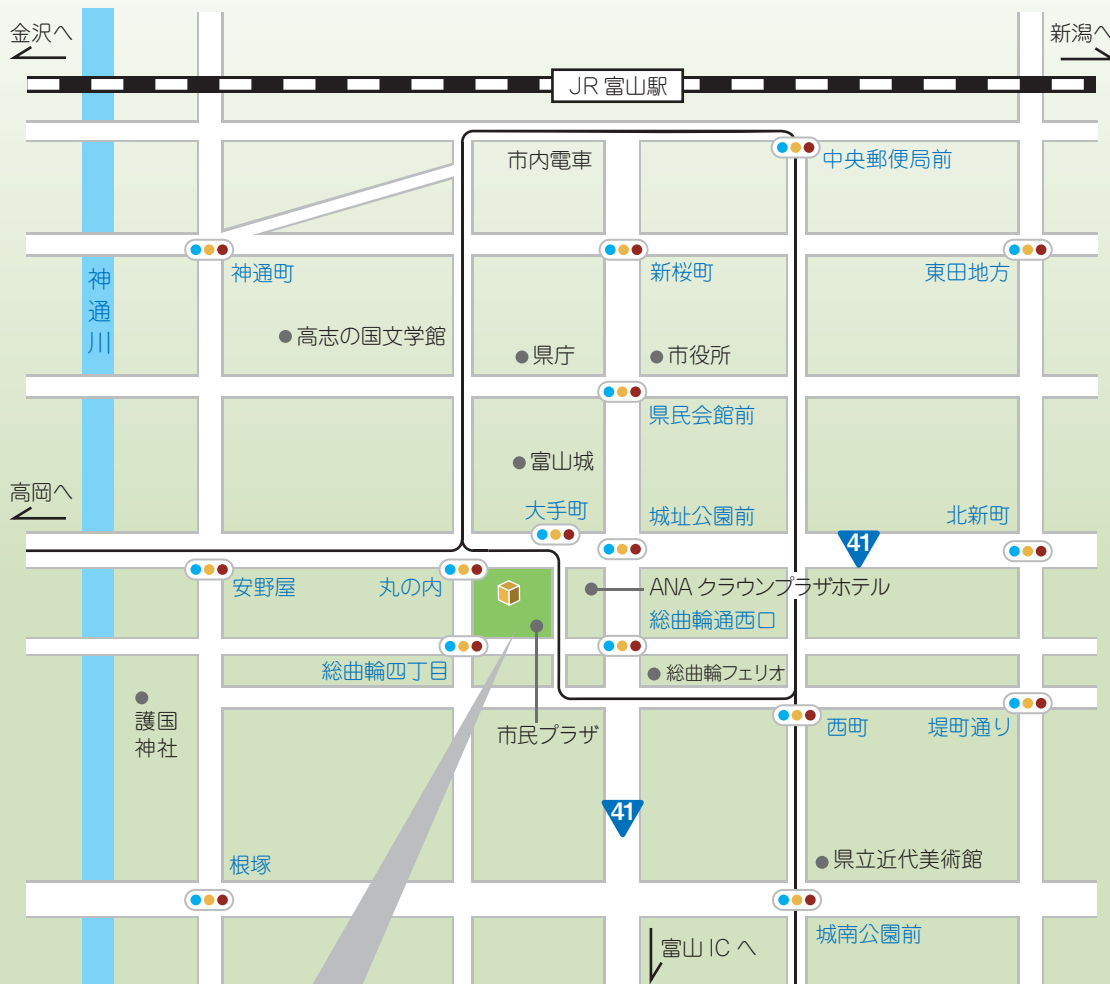 金沢へ
新潟へ
JR 富山駅
市内電車
中央郵便局前
神通町
新桜町
東田地方
神通川
高志の国文学館
県庁
市役所
県民会館前
富山城
高岡へ
大手町
城址公園前
北新町
41
安野屋
丸の内
ANA クラウンプラザホテル
総曲輪通西口
総曲輪四丁目
総曲輪フェリオ
護国
神社
市民プラザ
西町
堤町通り
41
根塚
県立近代美術館
城南公園前
富山 IC へ